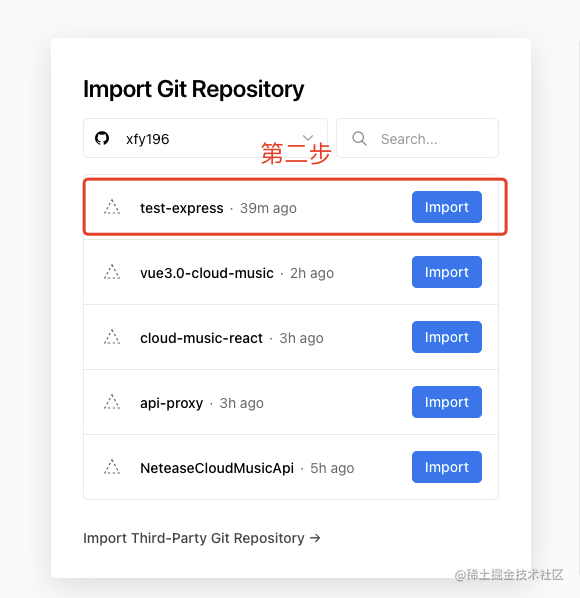 Import Git Repository
xfy196
Search...
第二步
test-express · 39m ago Import
vue3.0-cloud-music · 2h ago Import
cloud-music-react · 3h ago Import
api-proxy · 3h ago Import
NeteaseCloudMusicApi · 5h ago Import
Import Third-Party Git Repository →
@稀土掘金技术社区